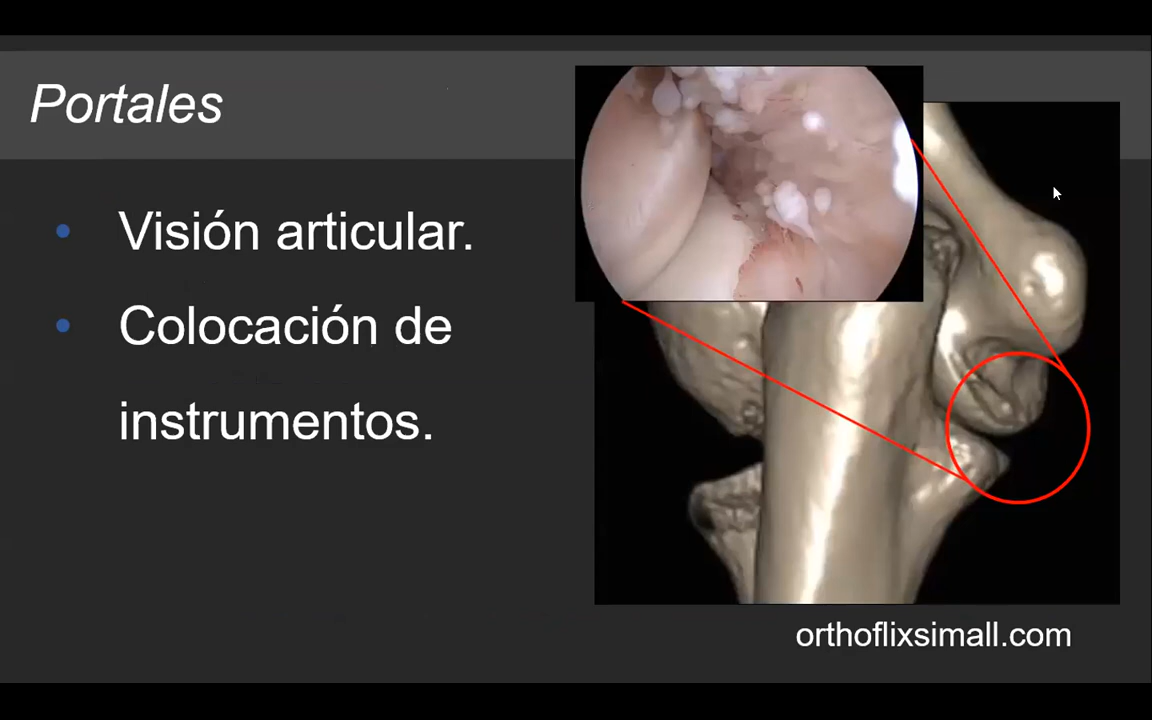 Portales
Visión articular.
Colocación de
instrumentos.
orthoflixsimall.com